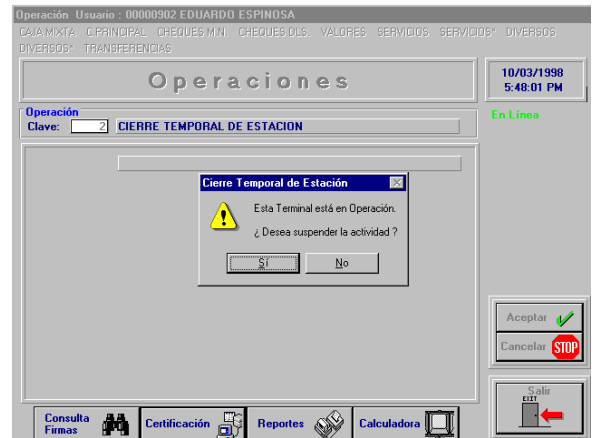 Operación Usuario : 00000902 EDUARDO ESPINOSA
CAJA MIXTA C.PRINCIPAL CHEQUES M.N. CHEQUES DLS. VALORES SERVICIOS SERVICIOS* DIVERSOS
DIVERSOS* TRANSFERENCIAS
Operaciones
10/03/1998
5:48:01 PM
Operación
Clave: 2 CIERRE TEMPORAL DE ESTACION
En Línea
Cierre Temporal de Estación
Esta Terminal está en Operación.
¿ Desea suspender la actividad ?
Sí No
Aceptar
Cancelar STOP
Salir
EXIT
Consulta Firmas
Certificación
Reportes
Calculadora